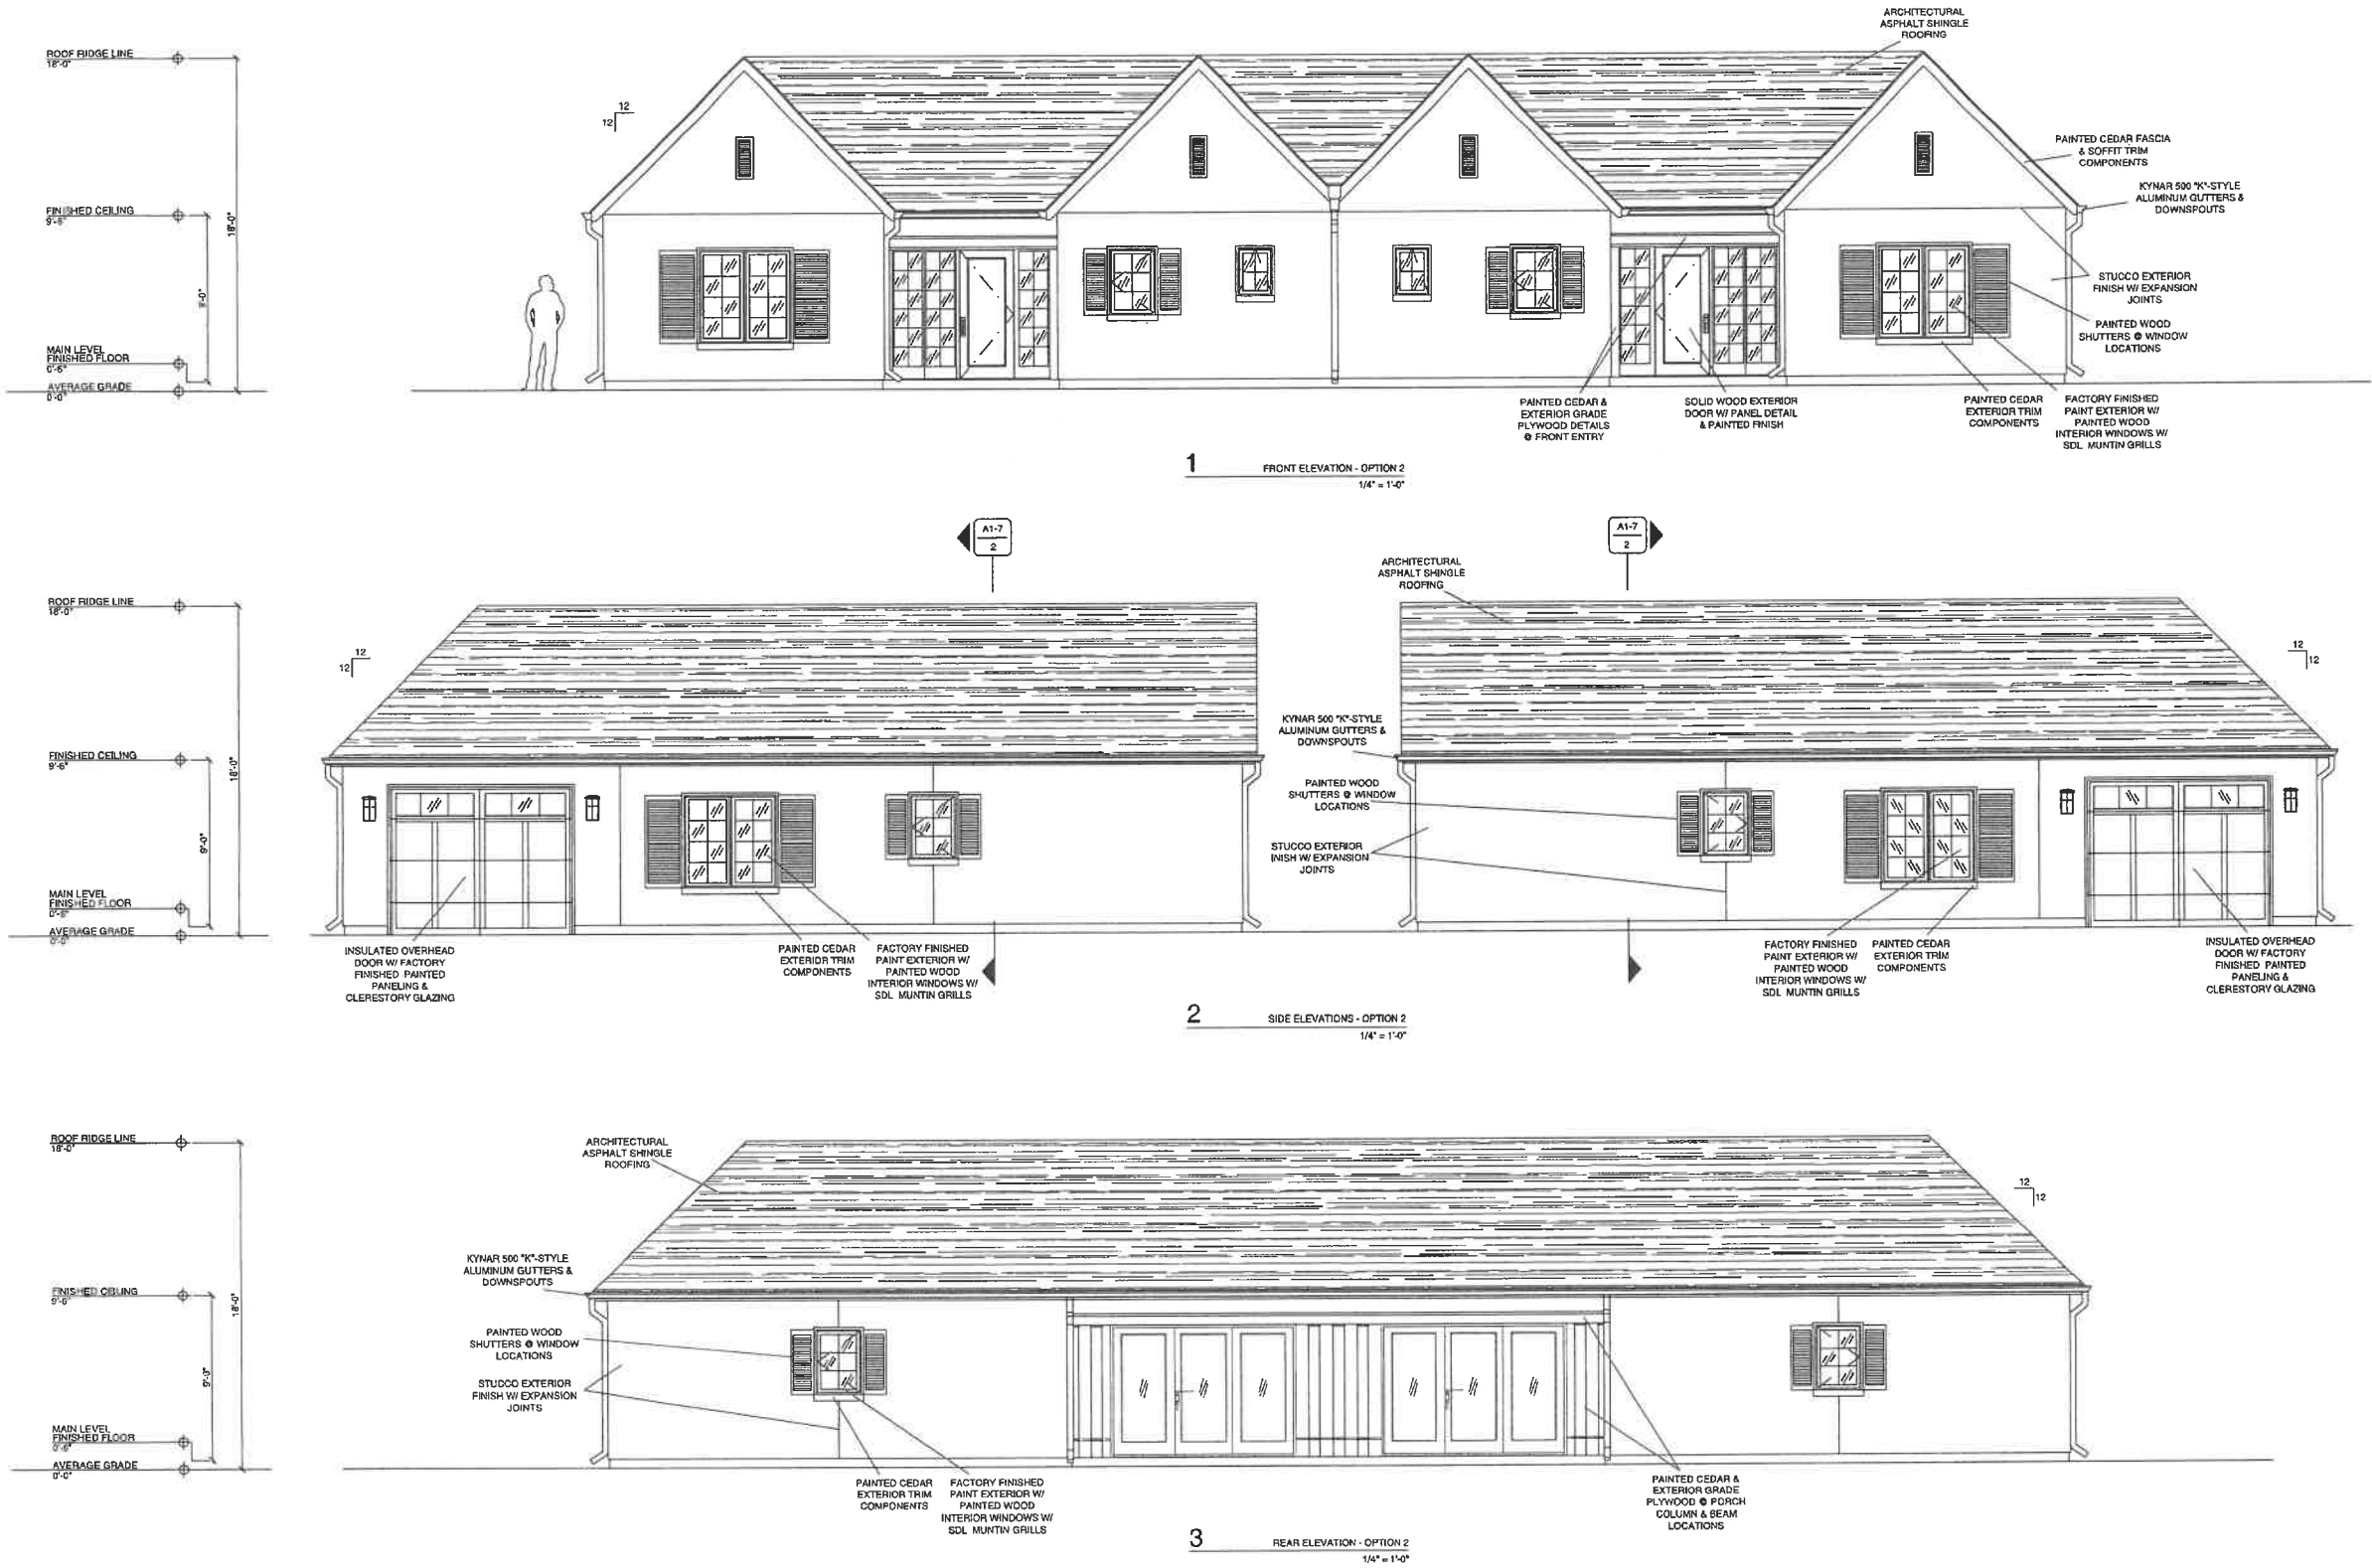 ARCHITECTURAL
ASPHALT SHINGLE
ROOFING
ROOF RIDGE LINE
18'-0"
12
12
PAINTED CEDAR FASCIA
& SOFFIT TRIM
COMPONENTS
KYNAR 500 "K"-STYLE
ALUMINUM GUTTERS &
DOWNSPOUTS
FINISHED CEILING
9'-6"
18'-0"
9'-0"
STUCCO EXTERIOR
FINISH W/ EXPANSION
JOINTS
PAINTED WOOD
SHUTTERS @ WINDOW
LOCATIONS
MAIN LEVEL
FINISHED FLOOR
0'-6"
AVERAGE GRADE
0'-0"
PAINTED CEDAR &
EXTERIOR GRADE
PLYWOOD DETAILS
@ FRONT ENTRY
SOLID WOOD EXTERIOR
DOOR W/ PANEL DETAIL
& PAINTED FINISH
PAINTED CEDAR
EXTERIOR TRIM
COMPONENTS
FACTORY FINISHED
PAINT EXTERIOR W/
PAINTED WOOD
INTERIOR WINDOWS W/
SDL MUNTIN GRILLS
1
FRONT ELEVATION - OPTION 2
1/4" = 1'-0"
A1-7
2
A1-7
2
ARCHITECTURAL
ASPHALT SHINGLE
ROOFING
ROOF RIDGE LINE
18'-0"
12
12
12
12
KYNAR 500 "K"-STYLE
ALUMINUM GUTTERS &
DOWNSPOUTS
FINISHED CEILING
9'-6"
18'-0"
9'-0"
PAINTED WOOD
SHUTTERS @ WINDOW
LOCATIONS
STUCCO EXTERIOR
INISH W/ EXPANSION
JOINTS
MAIN LEVEL
FINISHED FLOOR
0'-6"
AVERAGE GRADE
0'-0"
INSULATED OVERHEAD
DOOR W/ FACTORY
FINISHED PAINTED
PANELING &
CLERESTORY GLAZING
PAINTED CEDAR
EXTERIOR TRIM
COMPONENTS
FACTORY FINISHED
PAINT EXTERIOR W/
PAINTED WOOD
INTERIOR WINDOWS W/
SDL MUNTIN GRILLS
FACTORY FINISHED
PAINT EXTERIOR W/
PAINTED WOOD
INTERIOR WINDOWS W/
SDL MUNTIN GRILLS
PAINTED CEDAR
EXTERIOR TRIM
COMPONENTS
INSULATED OVERHEAD
DOOR W/ FACTORY
FINISHED PAINTED
PANELING &
CLERESTORY GLAZING
2
SIDE ELEVATIONS - OPTION 2
1/4" = 1'-0"
ROOF RIDGE LINE
18'-0"
ARCHITECTURAL
ASPHALT SHINGLE
ROOFING
12
12
KYNAR 500 "K"-STYLE
ALUMINUM GUTTERS &
DOWNSPOUTS
FINISHED CEILING
9'-6"
18'-0"
9'-0"
PAINTED WOOD
SHUTTERS @ WINDOW
LOCATIONS
STUCCO EXTERIOR
FINISH W/ EXPANSION
JOINTS
MAIN LEVEL
FINISHED FLOOR
0'-6"
AVERAGE GRADE
0'-0"
PAINTED CEDAR
EXTERIOR TRIM
COMPONENTS
FACTORY FINISHED
PAINT EXTERIOR W/
PAINTED WOOD
INTERIOR WINDOWS W/
SDL MUNTIN GRILLS
PAINTED CEDAR &
EXTERIOR GRADE
PLYWOOD @ PORCH
COLUMN & BEAM
LOCATIONS
3
REAR ELEVATION - OPTION 2
1/4" = 1'-0"